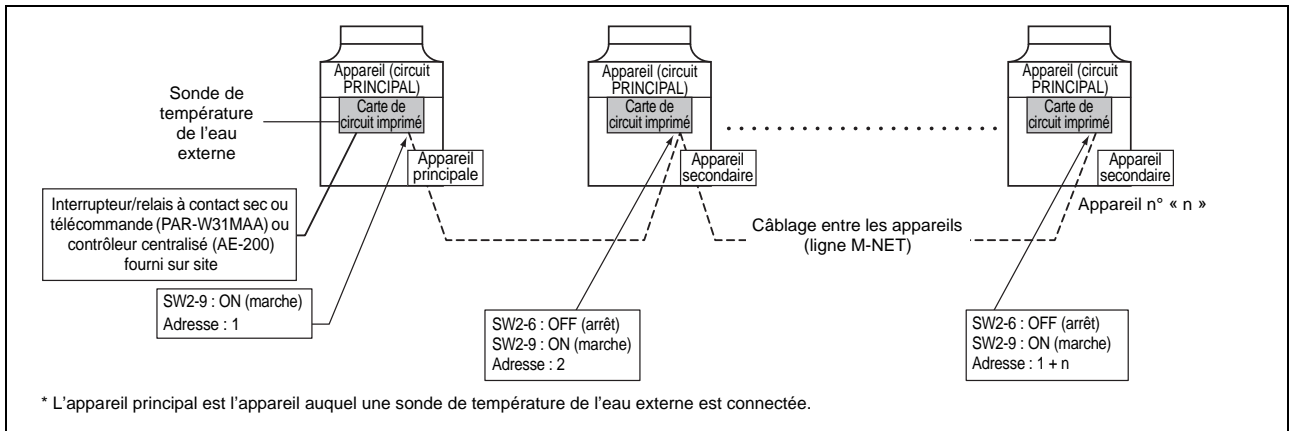 Appareil (circuit
PRINCIPAL)
Carte de
circuit imprimé
Sonde de
température
de l'eau
externe
Appareil
principale
Interrupteur/relais à contact sec ou
télécommande (PAR-W31MAA) ou
contrôleur centralisé (AE-200)
fourni sur site
SW2-9 : ON (marche)
Adresse : 1
Appareil (circuit
PRINCIPAL)
Carte de
circuit imprimé
Appareil
secondaire
SW2-6 : OFF (arrêt)
SW2-9 : ON (marche)
Adresse : 2
Câblage entre les appareils
(ligne M-NET)
Appareil (circuit
PRINCIPAL)
Carte de
circuit imprimé
Appareil
secondaire
Appareil n° « n »
SW2-6 : OFF (arrêt)
SW2-9 : ON (marche)
Adresse : 1 + n
* L'appareil principal est l'appareil auquel une sonde de température de l'eau externe est connectée.